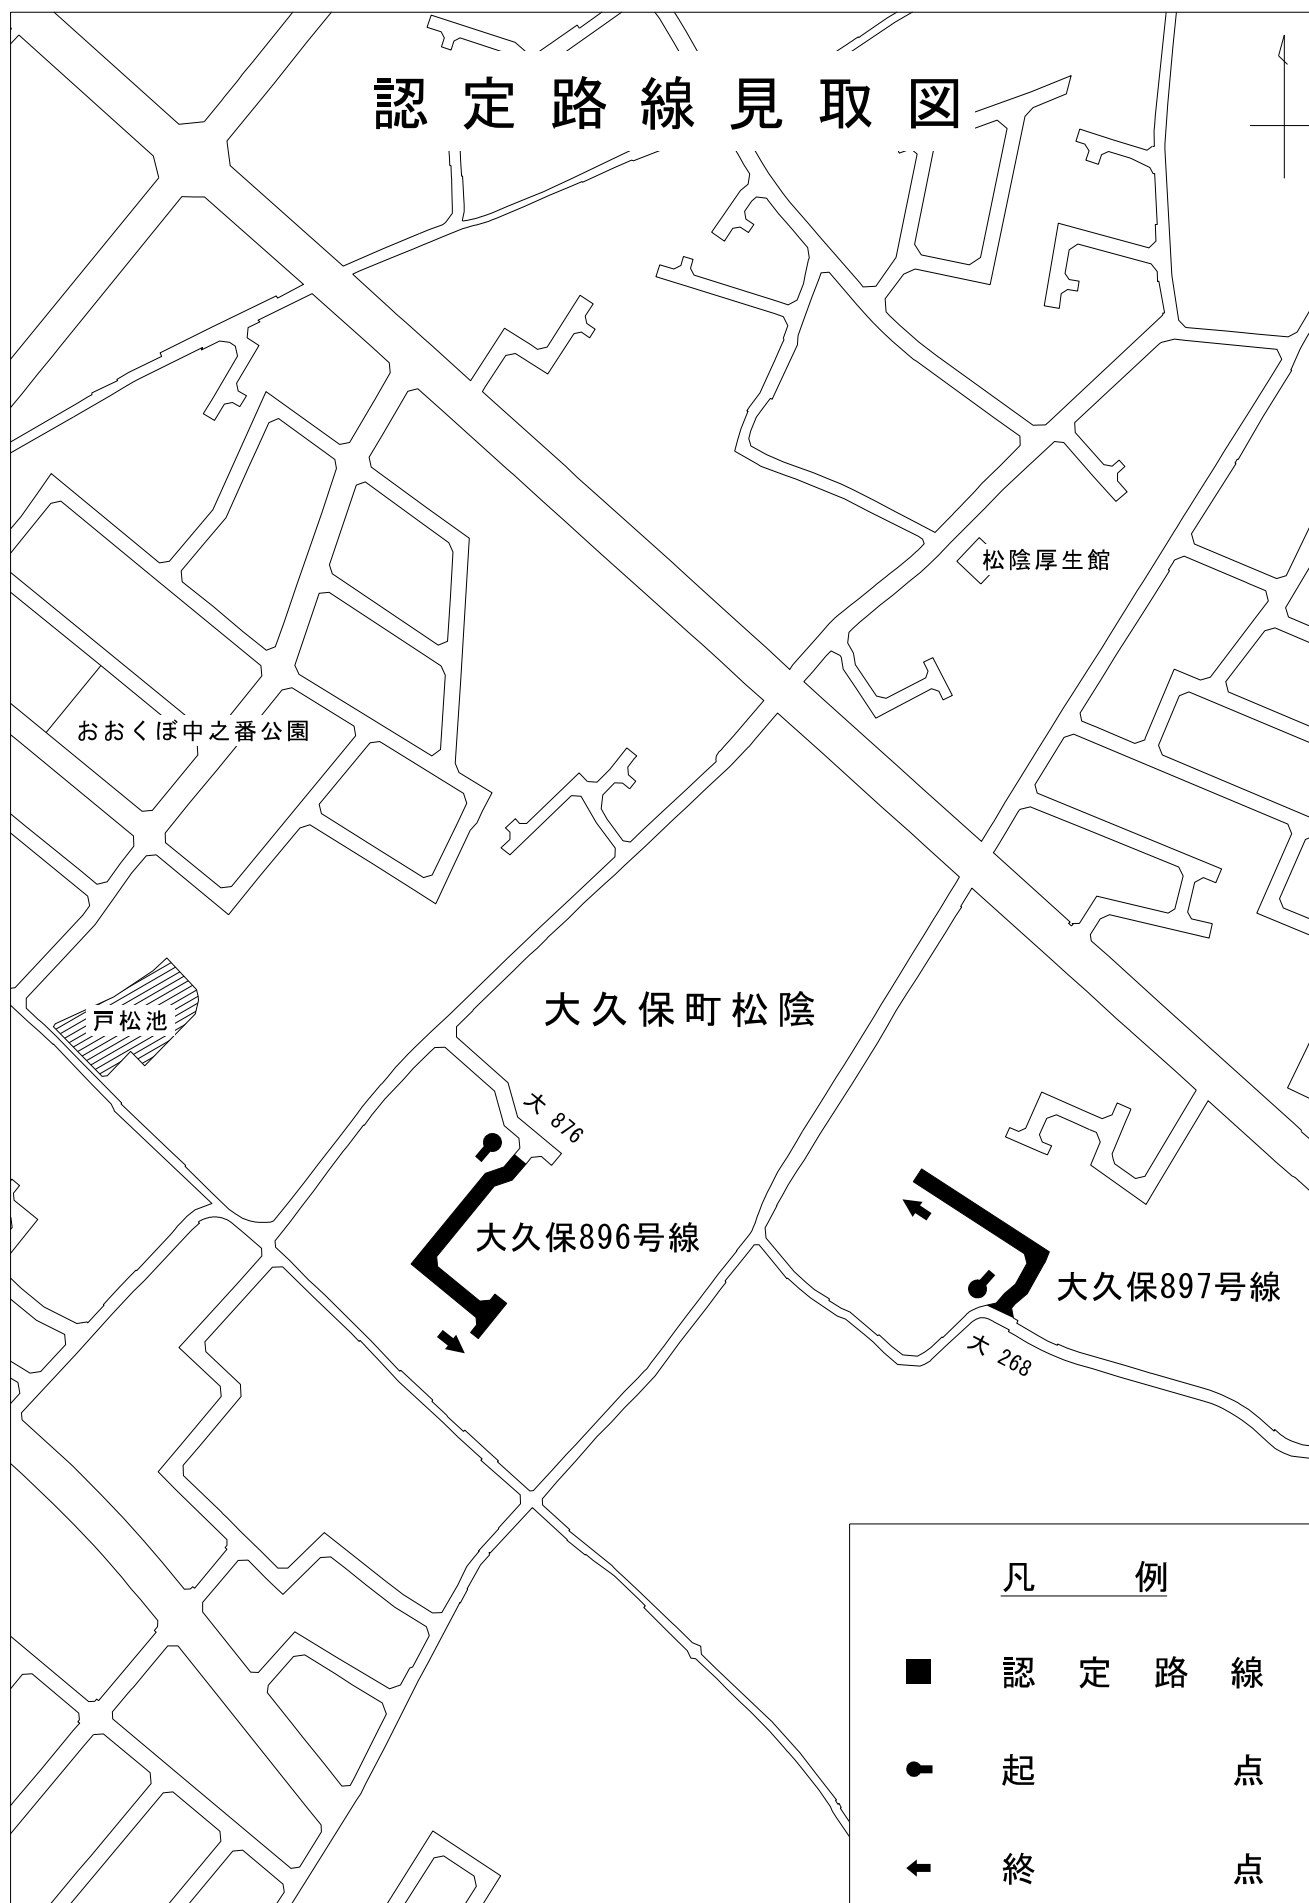 認定路線見取図
松陰厚生館
おおくぼ中之番公園
戸松池
大久保町松陰
大 876
大久保896号線
大久保897号線
大 268
凡例
認定路線
起点
終点